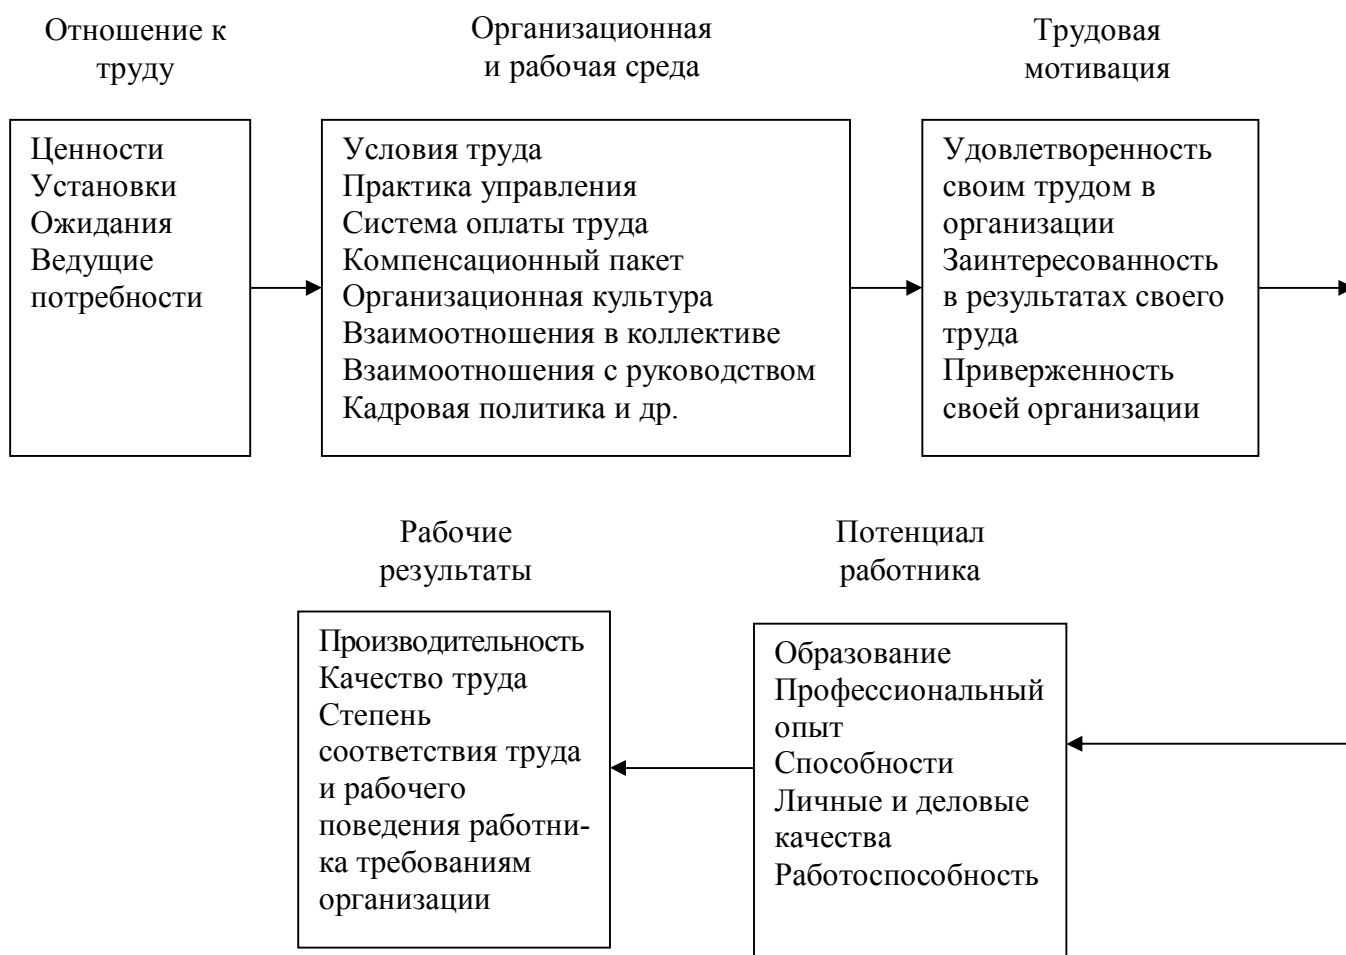 Отношение к
труду
Организационная
и рабочая среда
Трудовая
мотивация
Ценности
Установки
Ожидания
Ведущие
потребности
Условия труда
Практика управления
Система оплаты труда
Компенсационный пакет
Организационная культура
Взаимоотношения в коллективе
Взаимоотношения с руководством
Кадровая политика и др.
Удовлетворенность
своим трудом в
организации
Заинтересованность
в результатах своего
труда
Приверженность
своей организации
Рабочие
результаты
Потенциал
работника
Производительность
Качество труда
Степень
соответствия труда
и рабочего
поведения работни-
ка требованиям
организации
Образование
Профессиональный
опыт
Способности
Личные и деловые
качества
Работоспособность